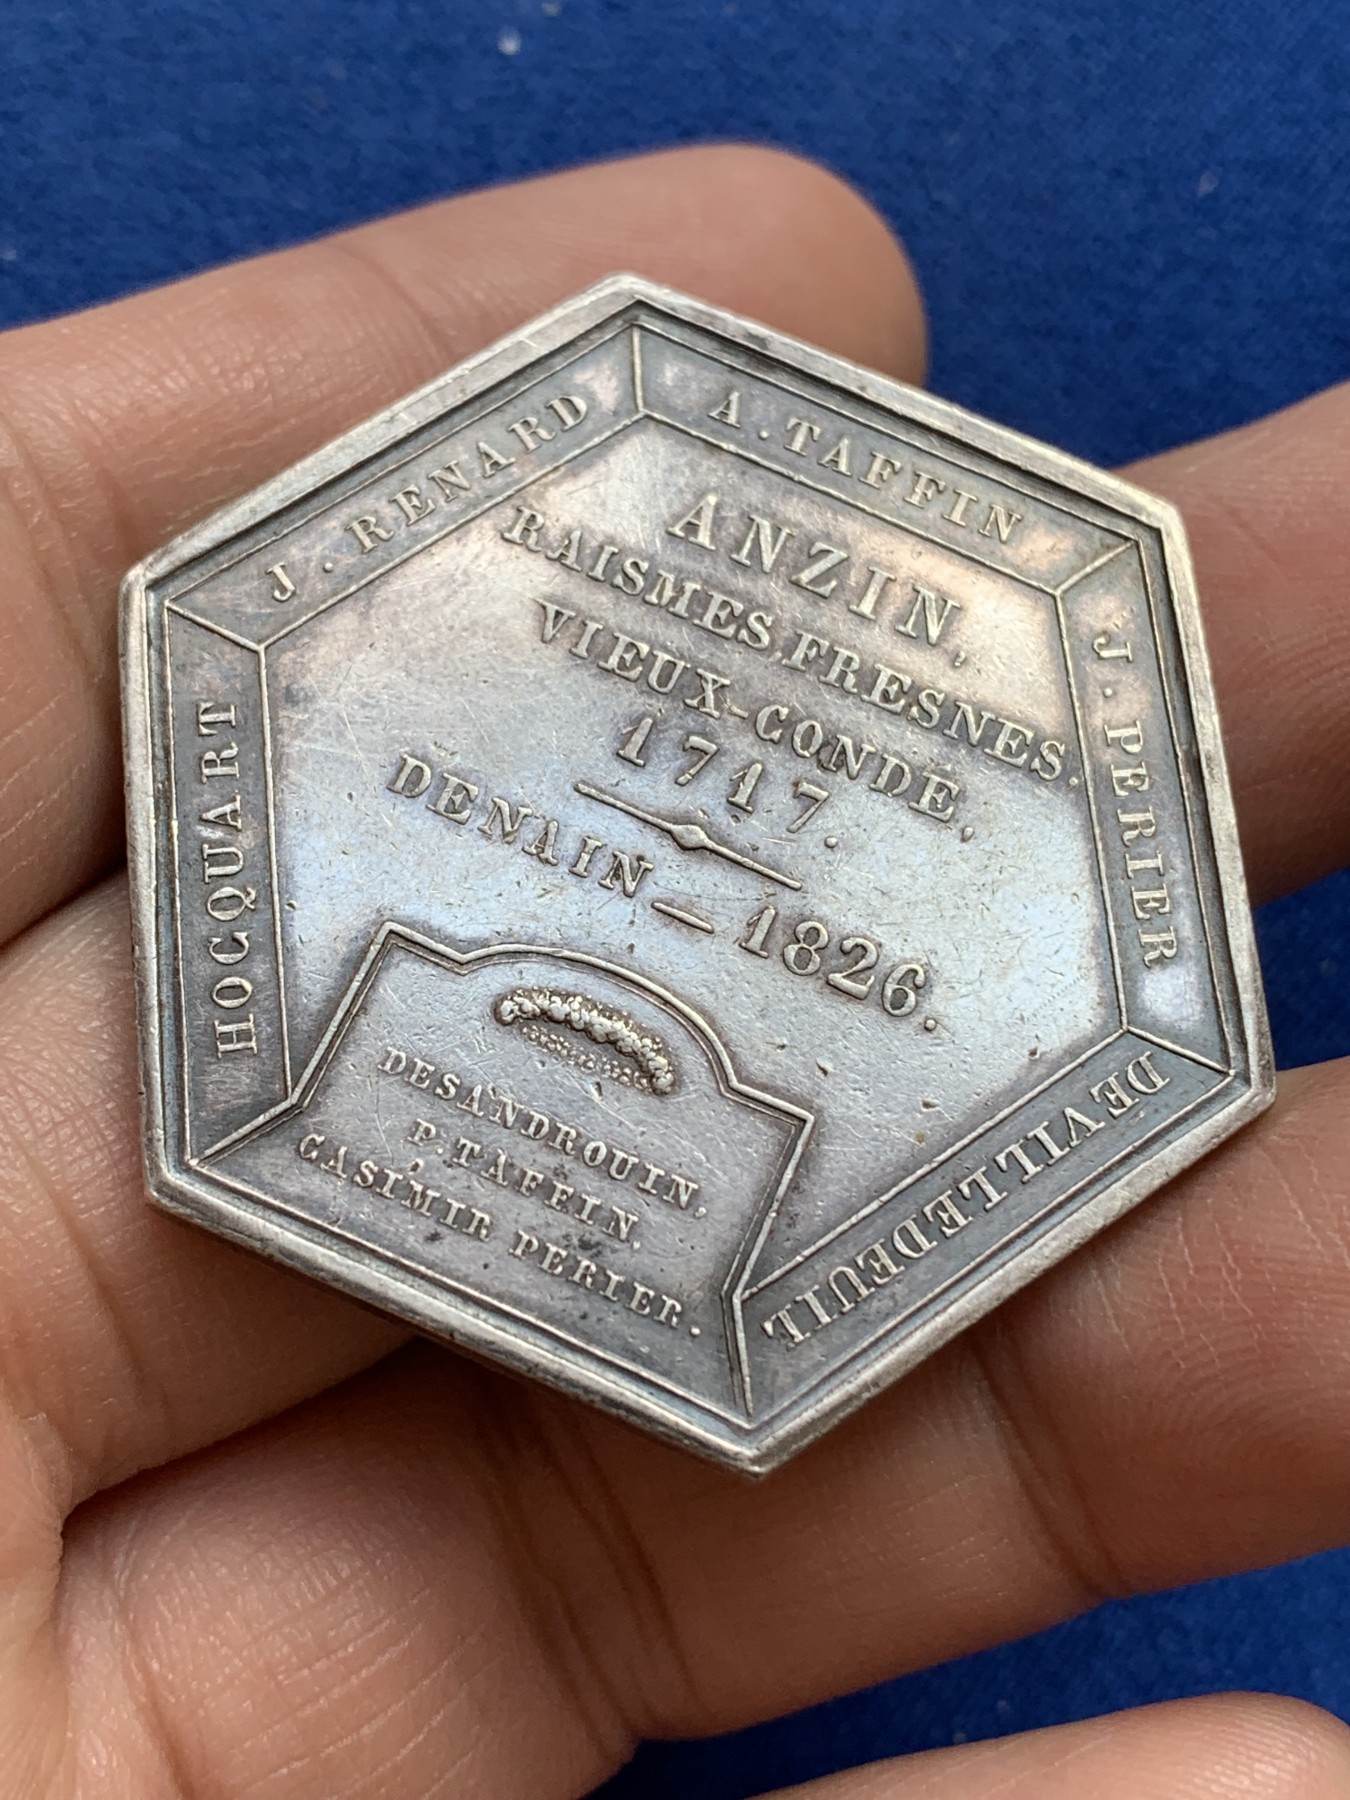 HOCQUART
J. RENARD
A. TAFFIN
J. PERIER
DEVILLEDEUIL
ANZIN,
RAISMES, FRESNES.
VIEUX-CONDE,
1717.
DENAIN — 1826.
DESANDROUIN,
P. TAFFIN,
CASIMIR PERIER.